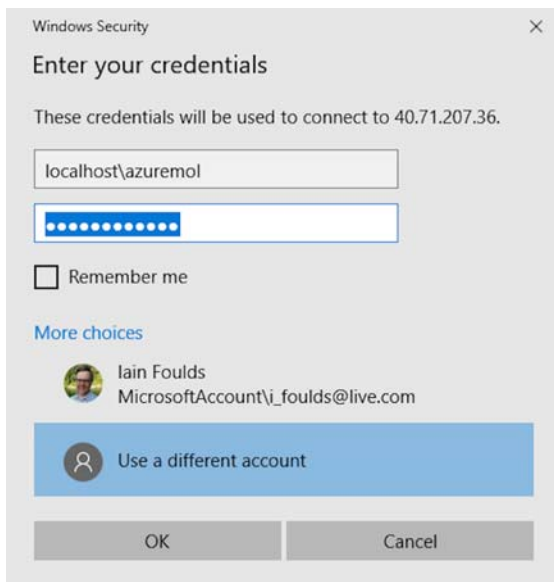 Windows Security
Enter your credentials
These credentials will be used to connect to 40.71.207.36.
localhost\azuremol
●●●●●●●●●●●●
Remember me
More choices
Iain Foulds
MicrosoftAccount\i_foulds@live.com
Use a different account
OK
Cancel